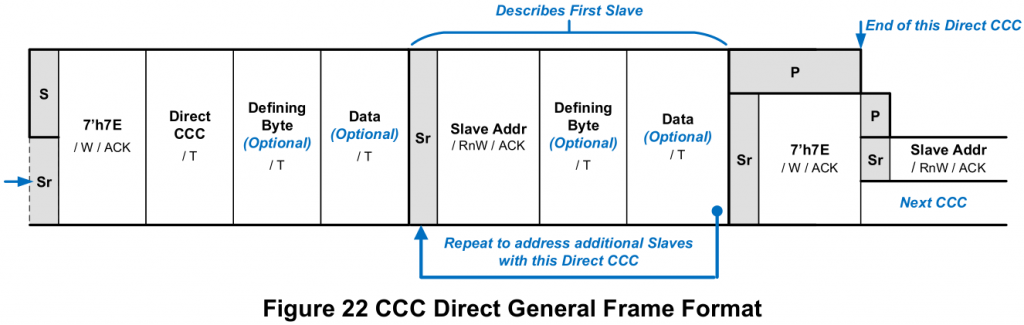 Describes First Slave
End of this Direct CCC
S
Sr
7'h7E
/ W / ACK
Direct
CCC
/ T
Defining
Byte
(Optional)
/ T
Data
(Optional)
/ T
Sr
Slave Addr
/ RnW / ACK
Defining
Byte
(Optional)
/ T
Data
(Optional)
/ T
P
Sr
7'h7E
/ W / ACK
P
Sr
Slave Addr
/ RnW / ACK
Next CCC
Repeat to address additional Slaves
with this Direct CCC
Figure 22 CCC Direct General Frame Format